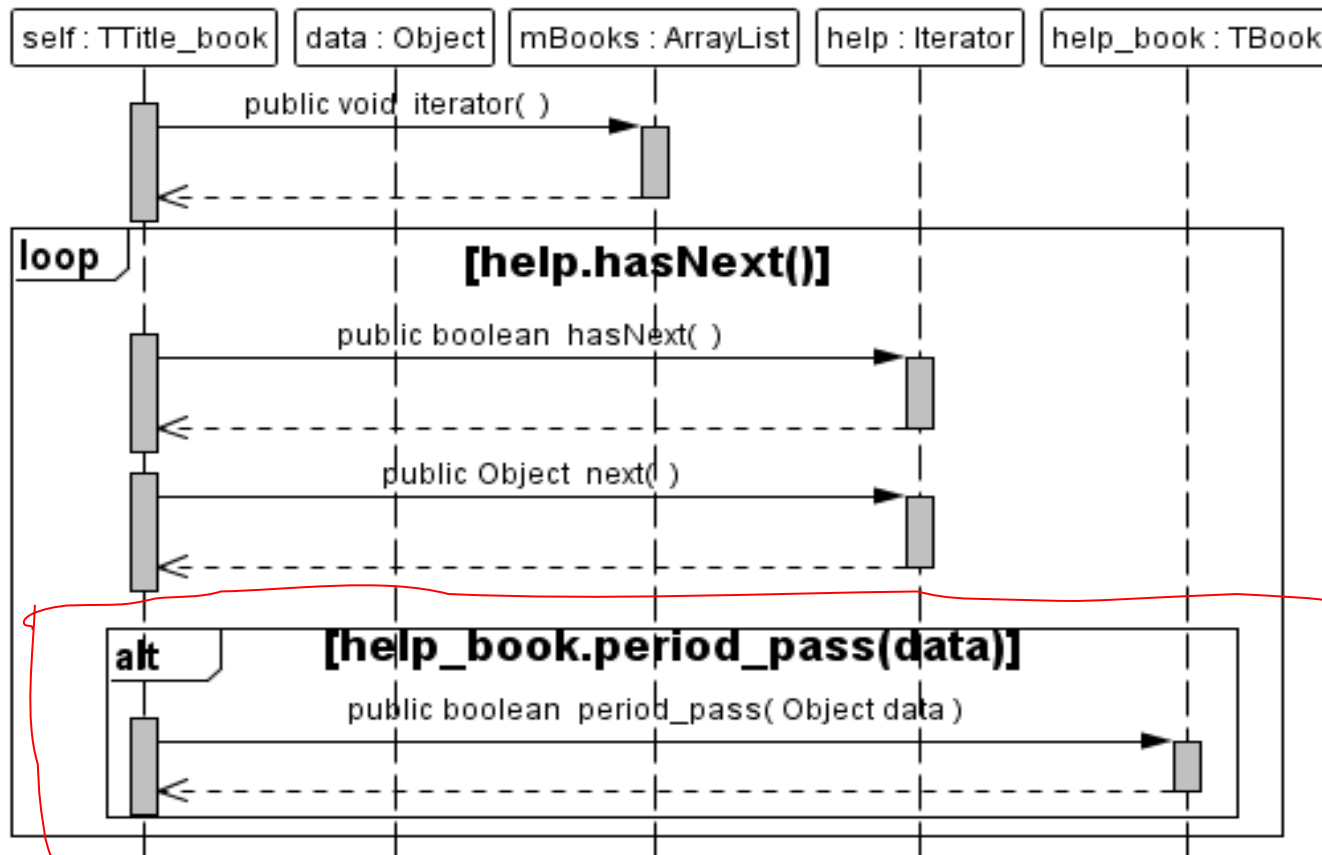 self : TTitle_book
data : Object
mBooks : ArrayList
help : Iterator
help_book : TBook
public void iterator( )
loop
[help.hasNext()]
public boolean hasNext( )
public Object next( )
alt
[help_book.period_pass(data)]
public boolean period_pass( Object data )